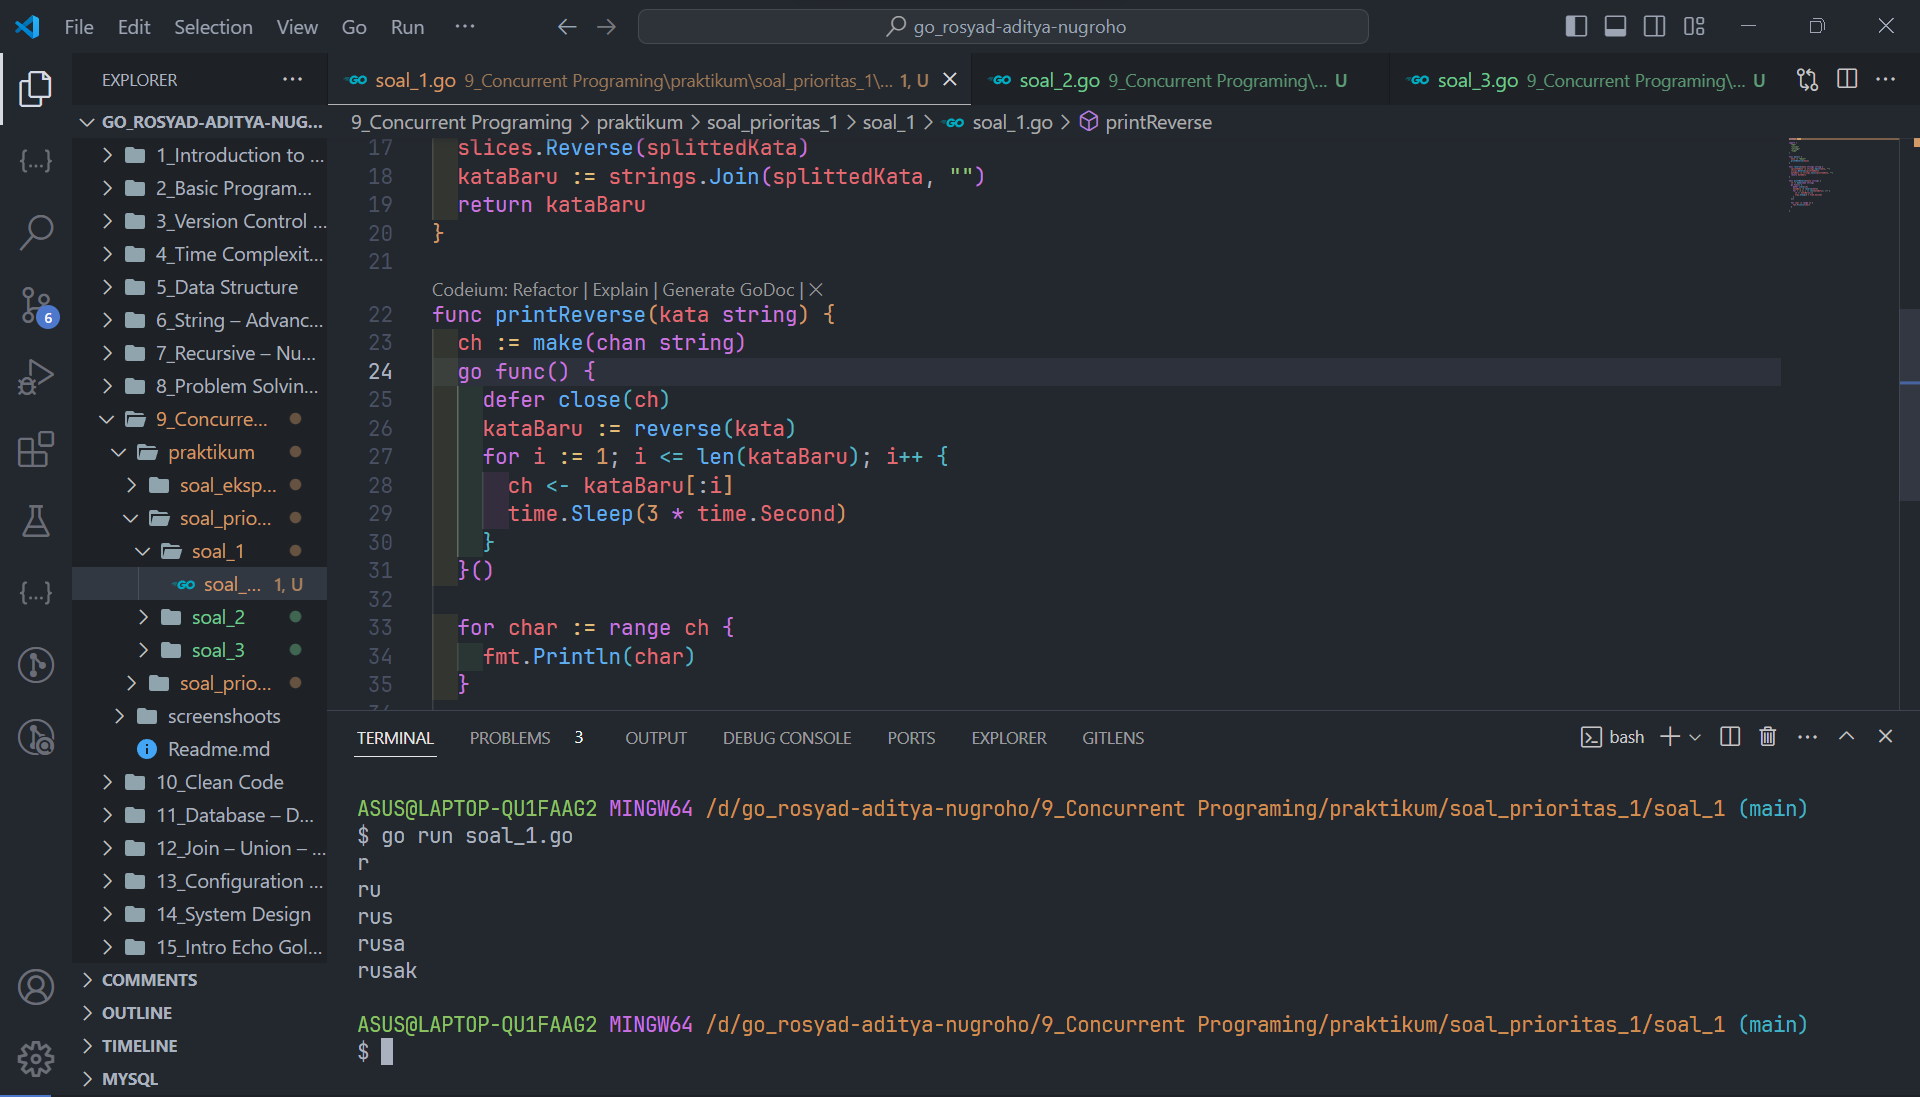 File Edit Selection View Go Run ···
go_rosyad-aditya-nugroho
EXPLORER ···
GO_ROSYAD-ADITYA-NUG...
1_Introduction to ...
2_Basic Program...
3_Version Control ...
4_Time Complexit...
5_Data Structure
6_String – Advanc...
7_Recursive – Nu...
8_Problem Solvin...
9_Concurre...
praktikum
soal_eksp...
soal_prio...
soal_1
GO soal_... 1, U
soal_2
soal_3
soal_prio...
screenshoots
Readme.md
10_Clean Code
11_Database – D...
12_Join – Union – ...
13_Configuration ...
14_System Design
15_Intro Echo Gol...
COMMENTS
OUTLINE
TIMELINE
MYSQL
6
GO soal_1.go 9_Concurrent Programing\praktikum\soal_prioritas_1\... 1, U
GO soal_2.go 9_Concurrent Programing\... U
GO soal_3.go 9_Concurrent Programing\... U
9_Concurrent Programing > praktikum > soal_prioritas_1 > soal_1 > GO soal_1.go > printReverse
17 slices.Reverse(splittedKata)
18 kataBaru := strings.Join(splittedKata, "")
19 return kataBaru
20 }
21
Codeium: Refactor | Explain | Generate GoDoc | X
22 func printReverse(kata string) {
23 ch := make(chan string)
24 go func() {
25 defer close(ch)
26 kataBaru := reverse(kata)
27 for i := 1; i <= len(kataBaru); i++ {
28 ch <- kataBaru[:i]
29 time.Sleep(3 * time.Second)
30 }
31 }()
32
33 for char := range ch {
34 fmt.Println(char)
35 }
TERMINAL PROBLEMS 3 OUTPUT DEBUG CONSOLE PORTS EXPLORER GITLENS
bash
ASUS@LAPTOP-QU1FAAG2 MINGW64 /d/go_rosyad-aditya-nugroho/9_Concurrent Programing/praktikum/soal_prioritas_1/soal_1 (main)
$ go run soal_1.go
r
ru
rus
rusa
rusak
ASUS@LAPTOP-QU1FAAG2 MINGW64 /d/go_rosyad-aditya-nugroho/9_Concurrent Programing/praktikum/soal_prioritas_1/soal_1 (main)
$